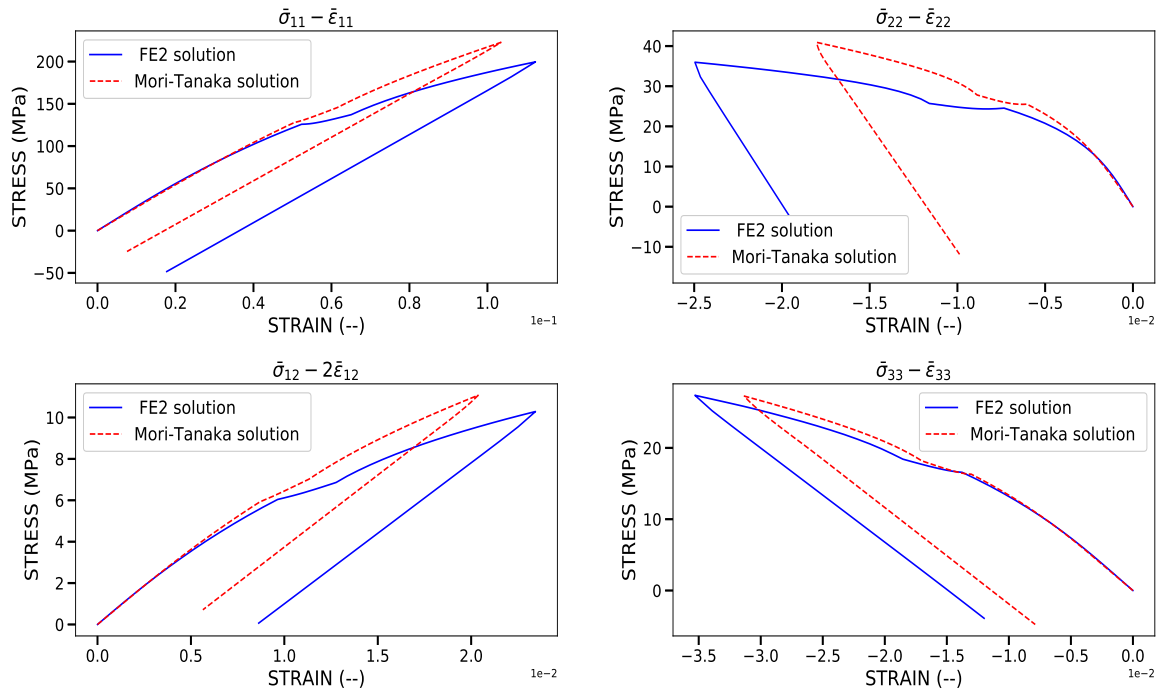 σ̄₁₁ − ε̄₁₁
STRESS (MPa)
200
150
100
50
0
−50
FE2 solution
Mori-Tanaka solution
0.0 0.2 0.4 0.6 0.8 1.0
STRAIN (--)
1e−1
σ̄₂₂ − ε̄₂₂
STRESS (MPa)
40
30
20
10
0
−10
FE2 solution
Mori-Tanaka solution
−2.5 −2.0 −1.5 −1.0 −0.5 0.0
STRAIN (--)
1e−2
σ̄₁₂ − 2ε̄₁₂
STRESS (MPa)
10
8
6
4
2
0
FE2 solution
Mori-Tanaka solution
0.0 0.5 1.0 1.5 2.0
STRAIN (--)
1e−2
σ̄₃₃ − ε̄₃₃
STRESS (MPa)
20
10
0
FE2 solution
Mori-Tanaka solution
−3.5 −3.0 −2.5 −2.0 −1.5 −1.0 −0.5 0.0
STRAIN (--)
1e−2